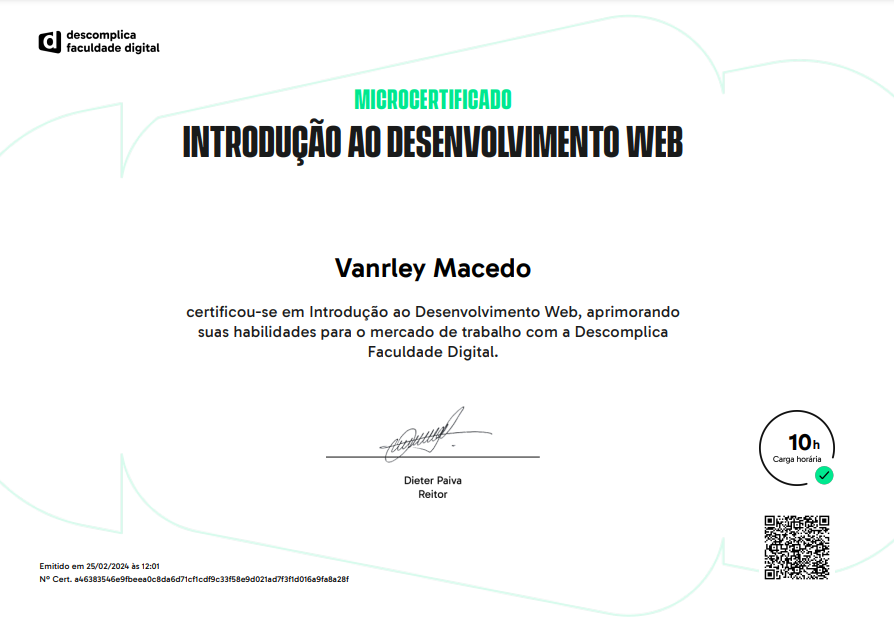 descomplica
faculdade digital
MICROCERTIFICADO
INTRODUÇÃO AO DESENVOLVIMENTO WEB
Vanrley Macedo
certificou-se em Introdução ao Desenvolvimento Web, aprimorando
suas habilidades para o mercado de trabalho com a Descomplica
Faculdade Digital.
10h
Carga horária
Dieter Paiva
Reitor
Emitido em 25/02/2024 às 12:01
Nº Cert. a46383546e9fbeea0c8da6d71cf1cdf9c33f58e9d021ad7f3f1d016a9fa8a28f